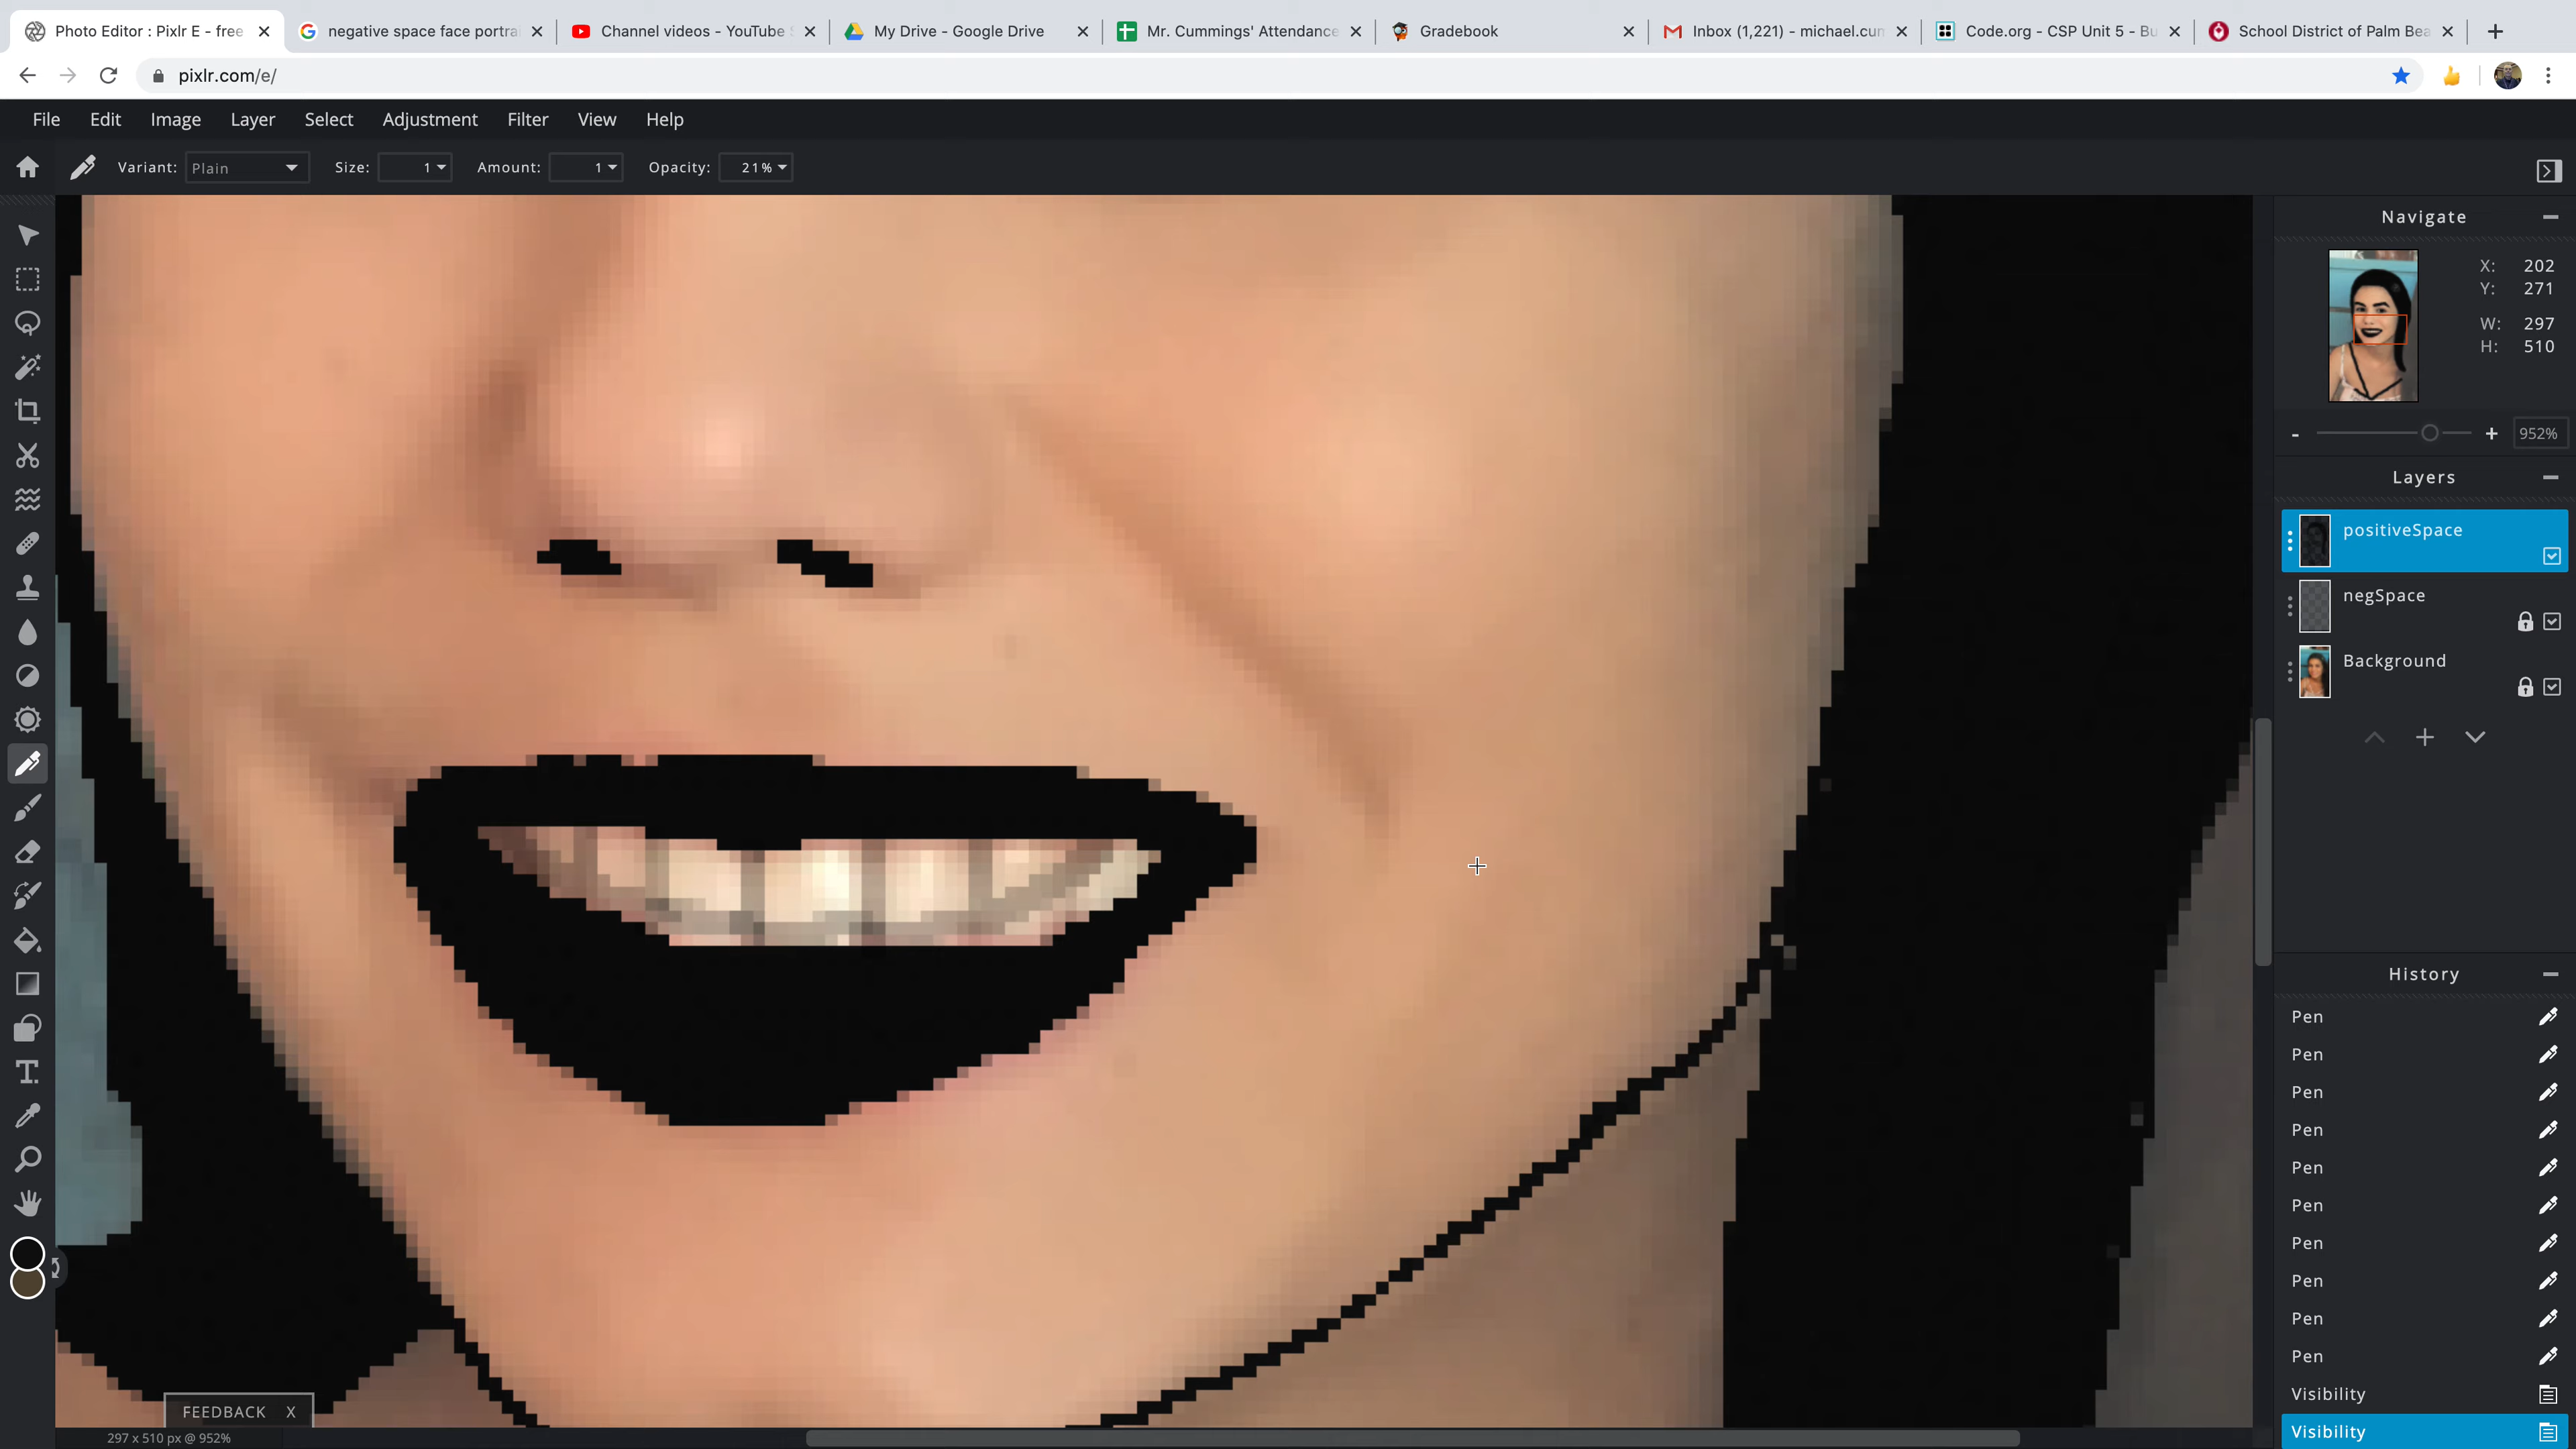 Photo Editor : Pixlr E - free
negative space face portra
Channel videos - YouTube S
My Drive - Google Drive
Mr. Cummings' Attendance
Gradebook
Inbox (1,221) - michael.cum
Code.org - CSP Unit 5 - Bu
School District of Palm Bea
pixlr.com/e/
File Edit Image Layer Select Adjustment Filter View Help
Variant: Plain Size: 1 Amount: 1 Opacity: 21%
Navigate
X: 202
Y: 271
W: 297
H: 510
- + 952%
Layers
positiveSpace
negSpace
Background
History
Pen
Pen
Pen
Pen
Pen
Pen
Pen
Pen
Pen
Pen
Visibility
Visibility
FEEDBACK X
297 x 510 px @ 952%